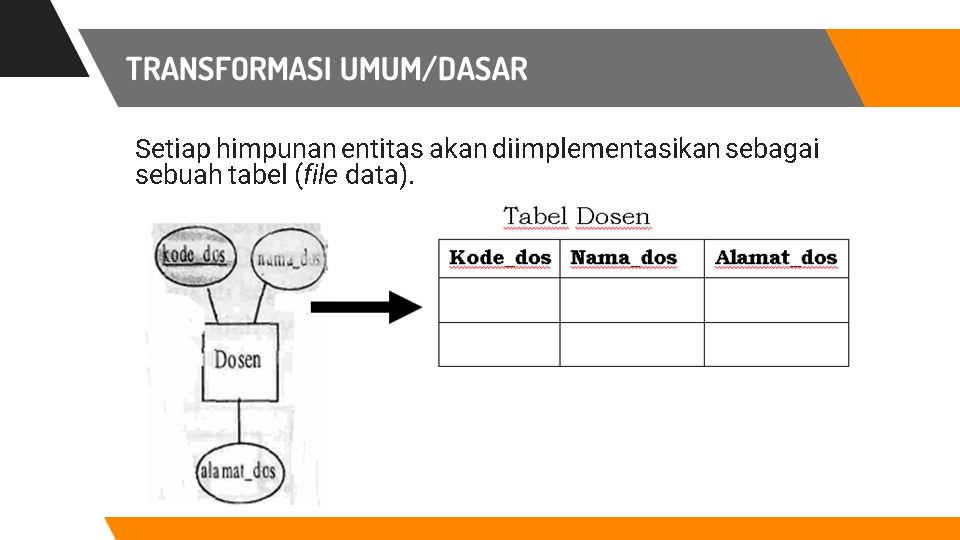 TRANSFORMASI UMUM/DASAR
Setiap himpunan entitas akan diimplementasikan sebagai
sebuah tabel (file data).
Tabel Dosen
kode_dos
nama_dos
Kode_dos Nama_dos Alamat_dos
Dosen
alamat_dos